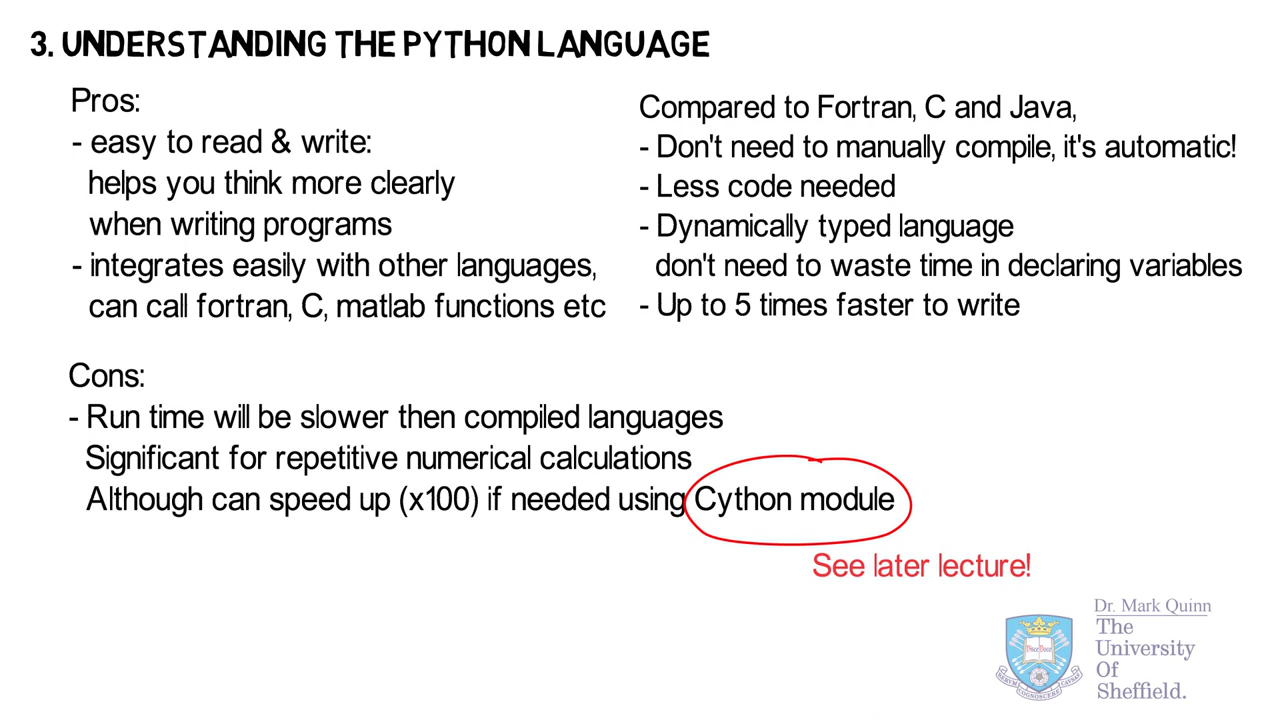 3. UNDERSTANDING THE PYTHON LANGUAGE
Pros:
- easy to read & write:
helps you think more clearly
when writing programs
- integrates easily with other languages,
can call fortran, C, matlab functions etc
Compared to Fortran, C and Java,
- Don't need to manually compile, it's automatic!
- Less code needed
- Dynamically typed language
don't need to waste time in declaring variables
- Up to 5 times faster to write
Cons:
- Run time will be slower then compiled languages
Significant for repetitive numerical calculations
Although can speed up (x100) if needed using Cython module
See later lecture!
Dr. Mark Quinn
The
University
Of
Sheffield.
Disce Doce
RERVM COGNOSCERE CAVSAS